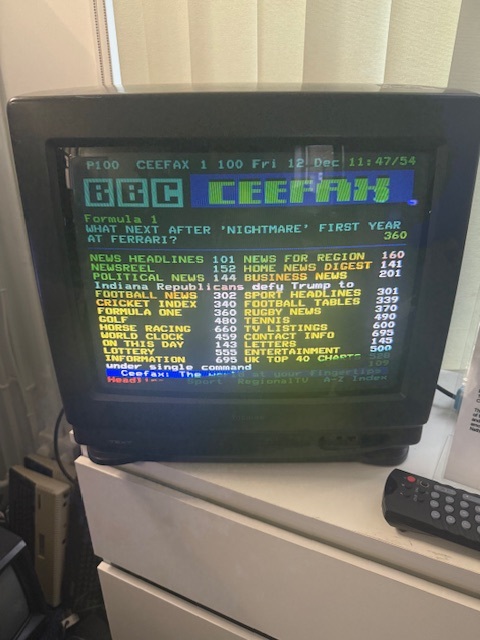 P100 CEEFAX 1 100 Fri 12 Dec 11:47/54
BBC CEEFAX
Formula 1
WHAT NEXT AFTER 'NIGHTMARE' FIRST YEAR
AT FERRARI? 360
NEWS HEADLINES 101 NEWS FOR REGION 160
NEWSREEL 152 HOME NEWS DIGEST 141
POLITICAL NEWS 144 BUSINESS NEWS 201
Indiana Republicans defy Trump to
FOOTBALL NEWS 302 SPORT HEADLINES 301
CRICKET INDEX 340 FOOTBALL TABLES 339
FORMULA ONE 360 RUGBY NEWS 370
GOLF 480 TENNIS 490
HORSE RACING 660 TV LISTINGS 600
WORLD CLOCK 459 CONTACT INFO 695
ON THIS DAY 143 LETTERS 145
LOTTERY 555 ENTERTAINMENT 500
INFORMATION 695 UK TOP 40 CHARTS 520
under single command
Ceefax: The world at your fingertips
Headlines Sport RegionalTV A-Z Index